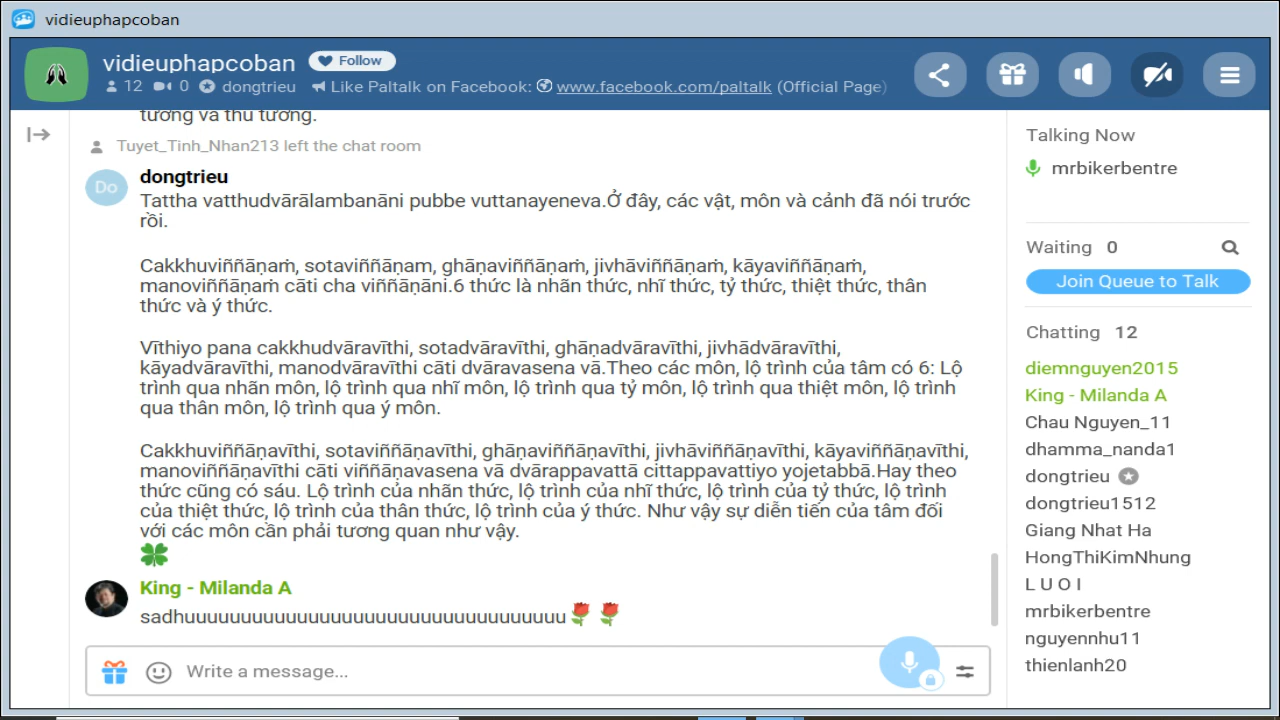 vidieuphapcoban
vidieuphapcoban
Follow
12 0 dongtrieu Like Paltalk on Facebook: www.facebook.com/paltalk (Official Page)
tương và thu tương.
Tuyet_Tinh_Nhan213 left the chat room
Do
dongtrieu
Tattha vatthudvārālambanāni pubbe vuttanayeneva.Ở đây, các vật, môn và cảnh đã nói trước
rồi.
Cakkhuviññāṇaṁ, sotaviññāṇam, ghāṇaviññāṇaṁ, jivhāviññāṇaṁ, kāyaviññāṇaṁ,
manoviññāṇaṁ cāti cha viññāṇāni.6 thức là nhãn thức, nhĩ thức, tỷ thức, thiệt thức, thân
thức và ý thức.
Vīthiyo pana cakkhudvāravīthi, sotadvāravīthi, ghāṇadvāravīthi, jivhādvāravīthi,
kāyadvāravīthi, manodvāravīthi cāti dvāravasena vā.Theo các môn, lộ trình của tâm có 6: Lộ
trình qua nhãn môn, lộ trình qua nhĩ môn, lộ trình qua tỷ môn, lộ trình qua thiệt môn, lộ trình
qua thân môn, lộ trình qua ý môn.
Cakkhuviññāṇavīthi, sotaviññāṇavīthi, ghāṇaviññāṇavīthi, jivhāviññāṇavīthi, kāyaviññāṇavīthi,
manoviññāṇavīthi cāti viññāṇavasena vā dvārappavattā cittappavattiyo yojetabbā.Hay theo
thức cũng có sáu. Lộ trình của nhãn thức, lộ trình của nhĩ thức, lộ trình của tỷ thức, lộ trình
của thiệt thức, lộ trình của thân thức, lộ trình của ý thức. Như vậy sự diễn tiến của tâm đối
với các môn cần phải tương quan như vậy.
King - Milanda A
sadhuuuuuuuuuuuuuuuuuuuuuuuuuuuuuuuuuuuu
Write a message...
Talking Now
mrbikerbentre
Waiting 0
Join Queue to Talk
Chatting 12
diemnguyen2015
King - Milanda A
Chau Nguyen_11
dhamma_nanda1
dongtrieu
dongtrieu1512
Giang Nhat Ha
HongThiKimNhung
L U O I
mrbikerbentre
nguyennhu11
thienlanh20